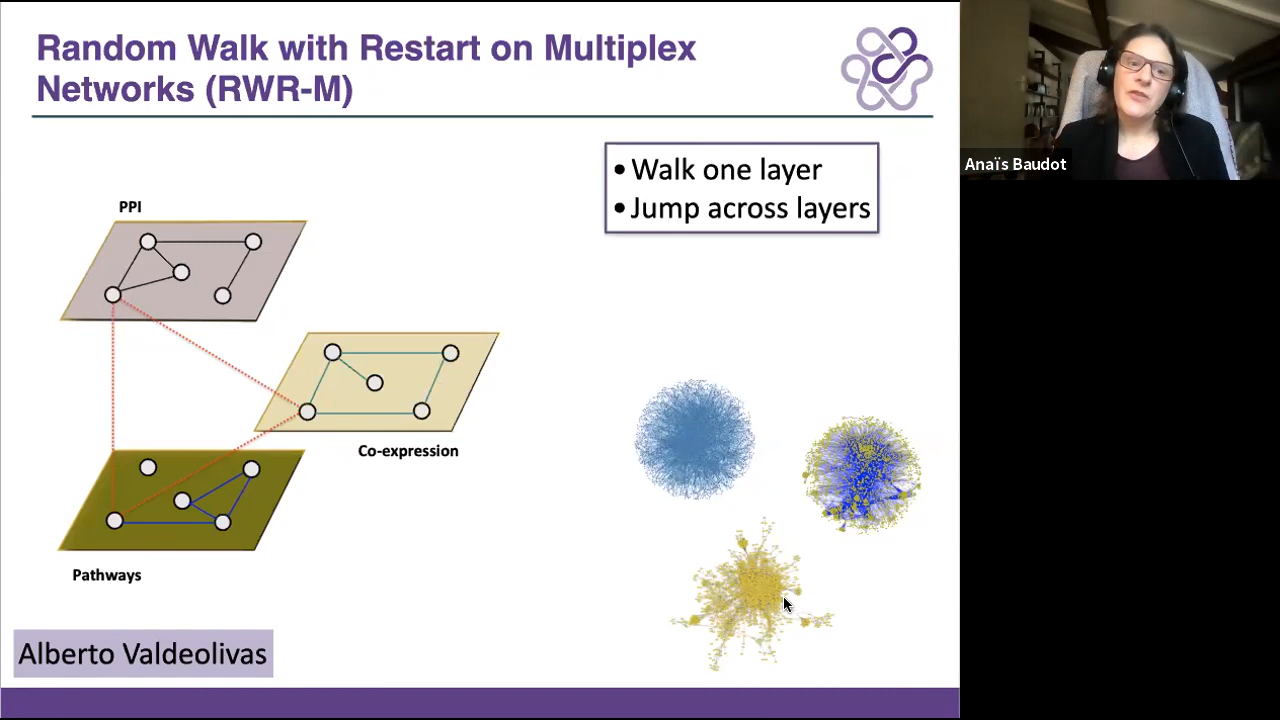 Random Walk with Restart on Multiplex
Networks (RWR-M)
Anaïs Baudot
• Walk one layer
• Jump across layers
PPI
Co-expression
Pathways
Alberto Valdeolivas